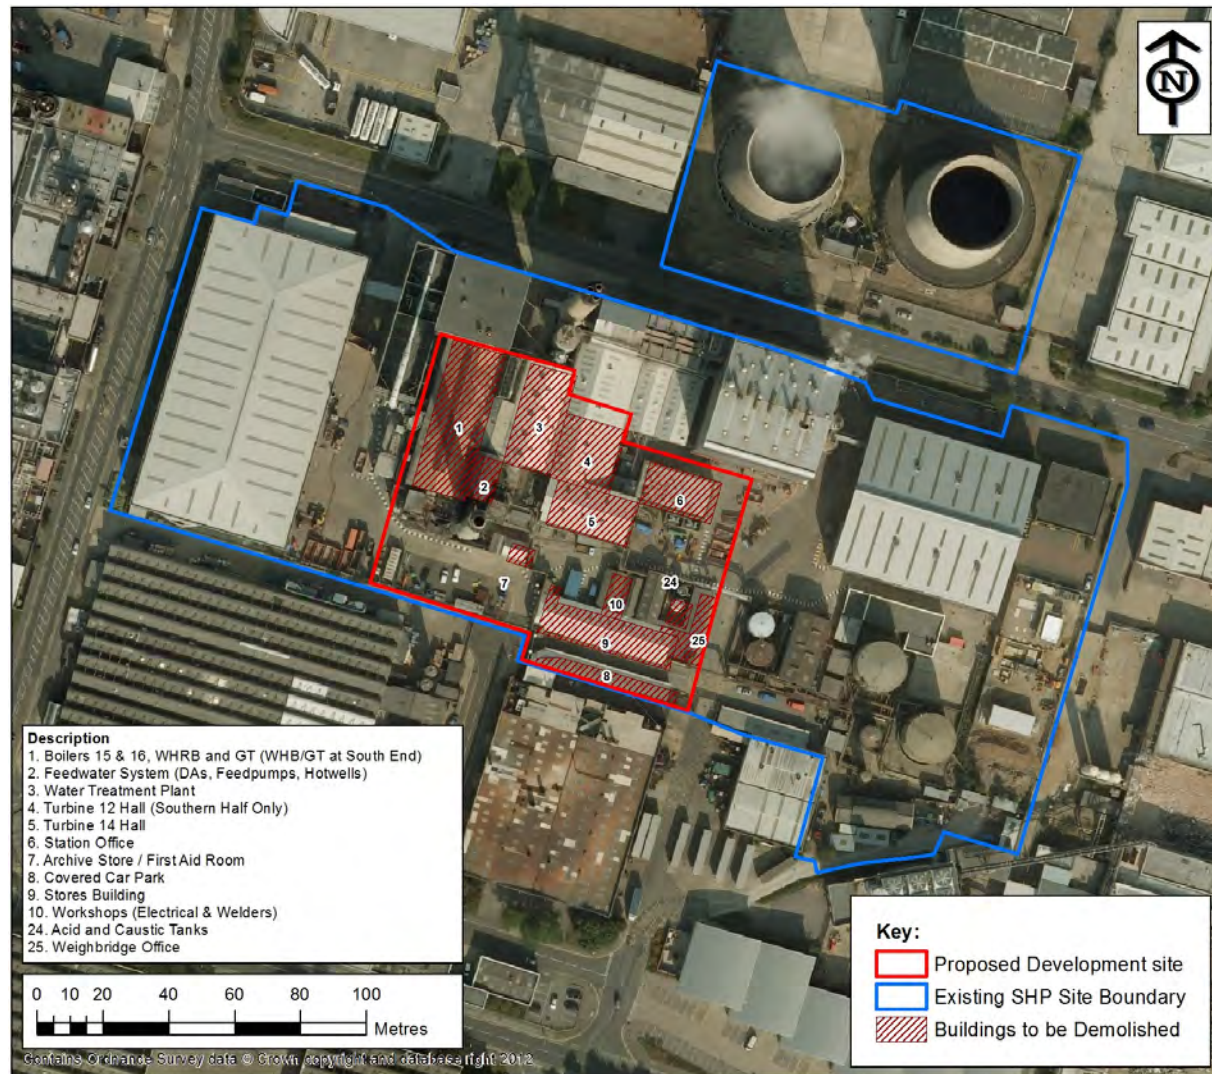 N
1
2
3
4
5
6
7
24
10
9
25
8
Description
1. Boilers 15 & 16, WHRB and GT (WHB/GT at South End)
2. Feedwater System (DAs, Feedpumps, Hotwells)
3. Water Treatment Plant
4. Turbine 12 Hall (Southern Half Only)
5. Turbine 14 Hall
6. Station Office
7. Archive Store / First Aid Room
8. Covered Car Park
9. Stores Building
10. Workshops (Electrical & Welders)
24. Acid and Caustic Tanks
25. Weighbridge Office
0 10 20 40 60 80 100
Metres
Contains Ordnance Survey data © Crown copyright and database right 2012
Key:
Proposed Development site
Existing SHP Site Boundary
Buildings to be Demolished